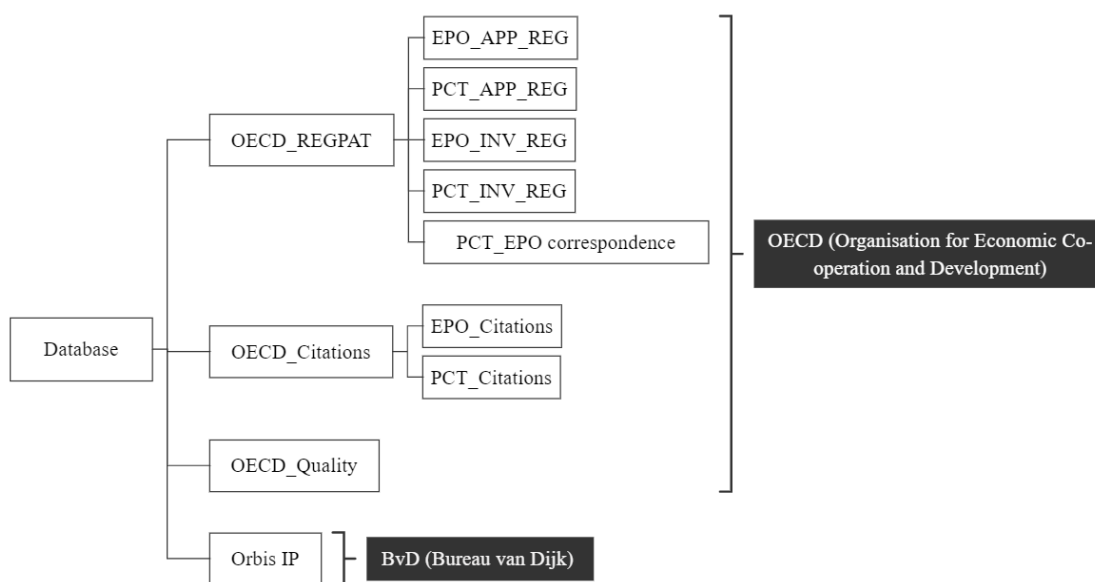 EPO_APP_REG
PCT_APP_REG
OECD_REGPAT
EPO_INV_REG
PCT_INV_REG
PCT_EPO correspondence
OECD (Organisation for Economic Co-
operation and Development)
Database
EPO_Citations
OECD_Citations
PCT_Citations
OECD_Quality
Orbis IP
BvD (Bureau van Dijk)